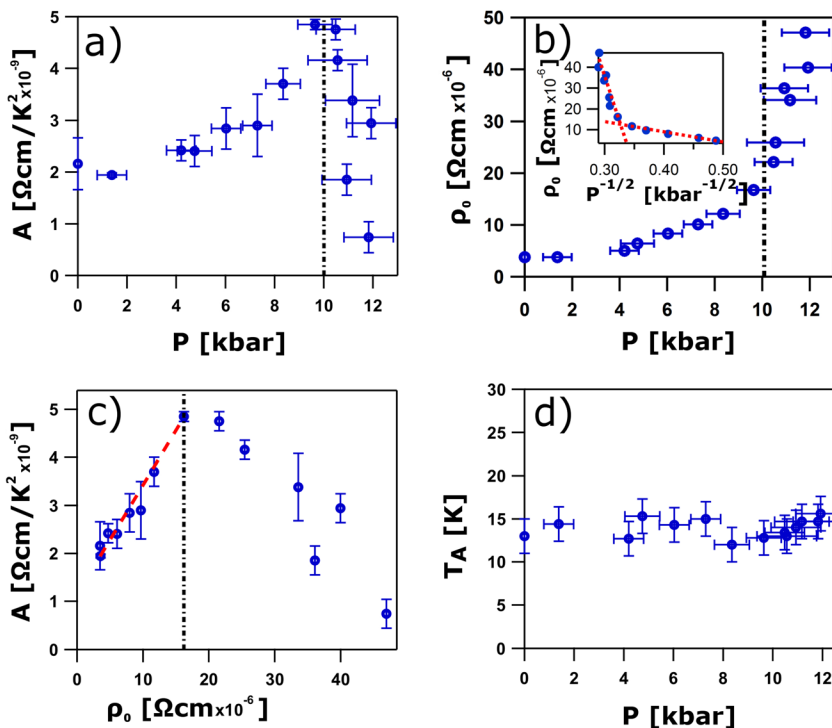 a)
A [Ωcm/K²x10⁻⁹]
5
4
3
2
1
0
0 2 4 6 8 10 12
P [kbar]
b)
ρ₀ [Ωcm x10⁻⁶]
50
40
30
20
10
0
0 2 4 6 8 10 12
P [kbar]
ρ₀ [Ωcm x10⁻⁶]
40
30
20
10
0.30 0.40 0.50
P⁻¹/² [kbar⁻¹/²]
c)
A [Ωcm/K² x10⁻⁹]
5
4
3
2
1
0
0 10 20 30 40
ρ₀ [Ωcmx10⁻⁶]
d)
T_A [K]
30
25
20
15
10
5
0
0 2 4 6 8 10 12
P [kbar]